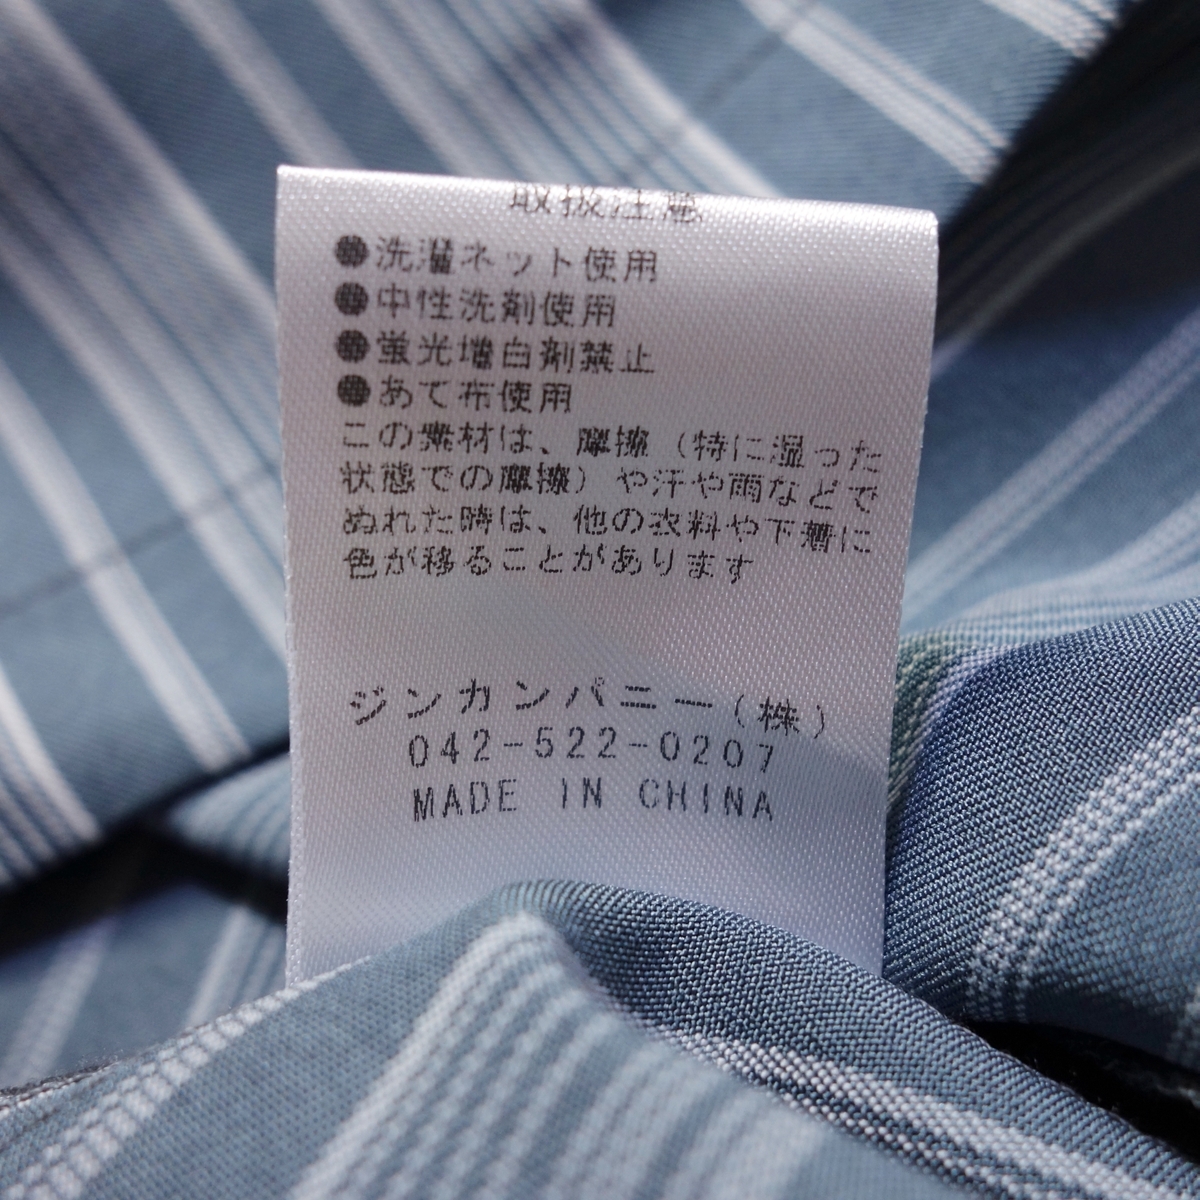 取扱注意
●洗濯ネット使用
●中性洗剤使用
●蛍光増白剤禁止
●あて布使用
この素材は、摩擦（特に湿った
状態での摩擦）や汗や雨などで
ぬれた時は、他の衣料や下着に
色が移ることがあります
ジンカンパニー(株)
042-522-0207
MADE IN CHINA